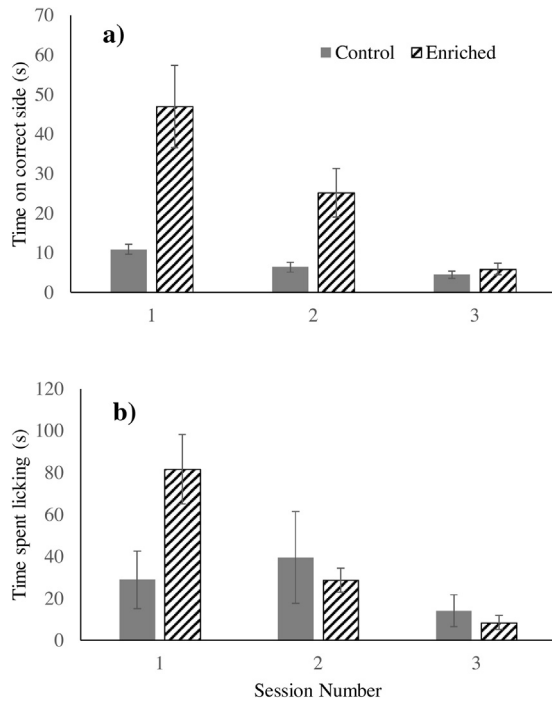 a)
Control Enriched
Time on correct side (s)
70
60
50
40
30
20
10
0
1 2 3
b)
Time spent licking (s)
120
100
80
60
40
20
0
1 2 3
Session Number